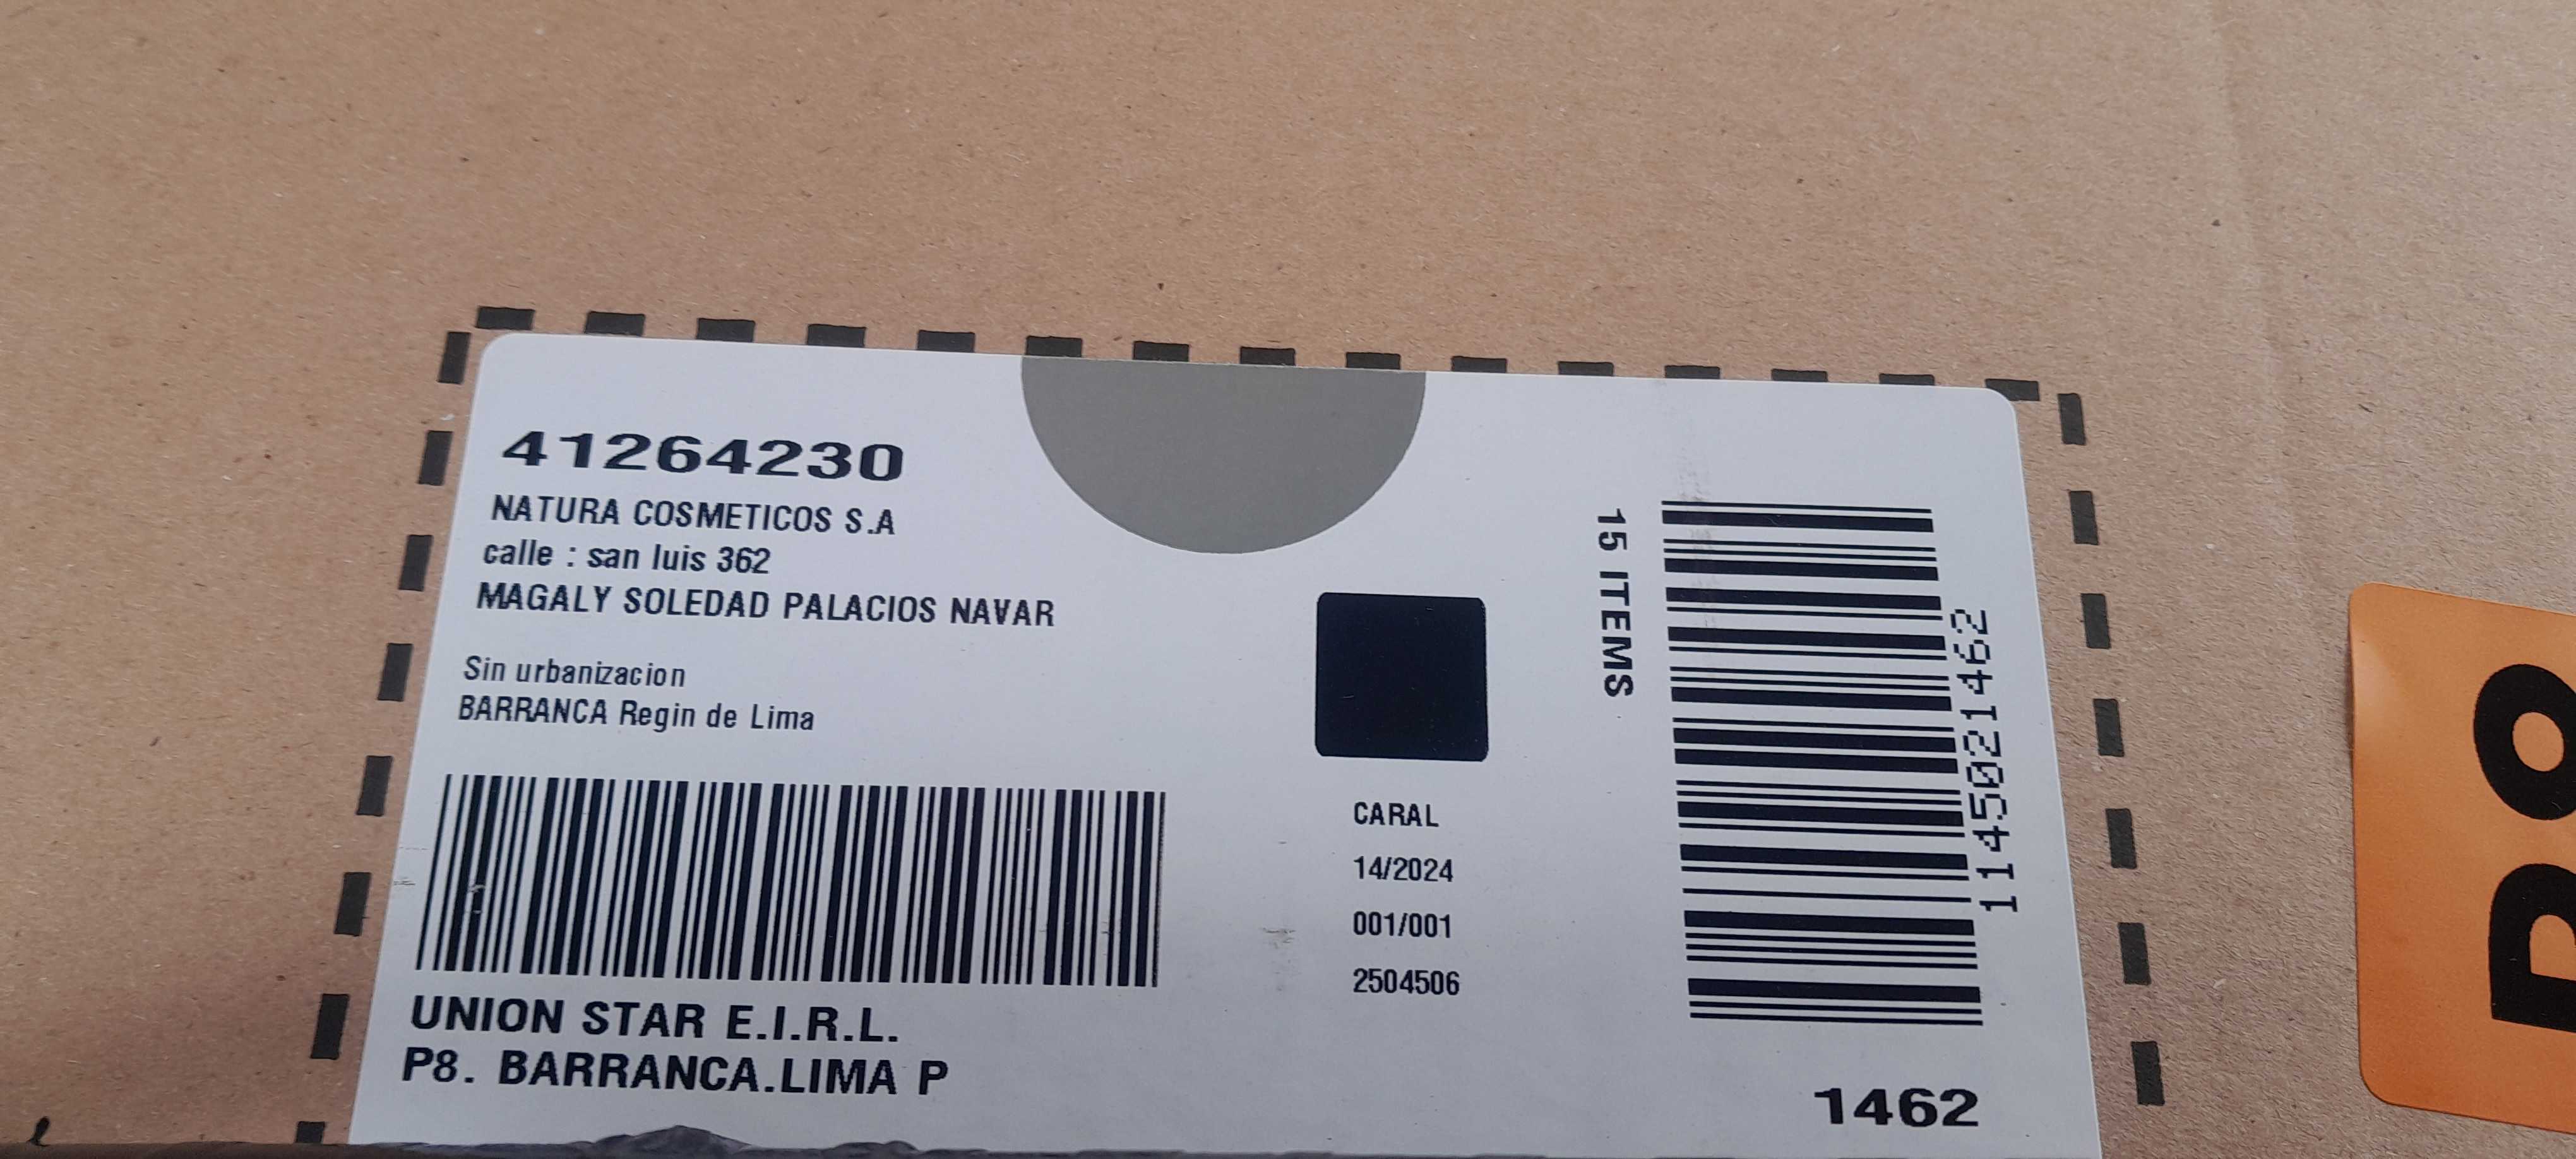 41264230
NATURA COSMETICOS S.A
calle : san luis 362
MAGALY SOLEDAD PALACIOS NAVAR
Sin urbanizacion
BARRANCA Regin de Lima
UNION STAR E.I.R.L.
P8. BARRANCA.LIMA P
CARAL
14/2024
001/001
2504506
15 ITEMS
1145021462
1462